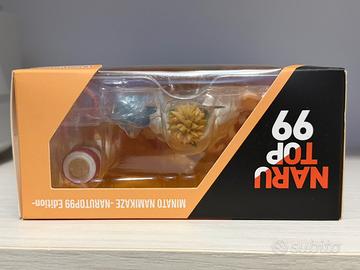 NARU
TOP
99
MINATO NAMIKAZE -NARUTOP99 Edition-
subito